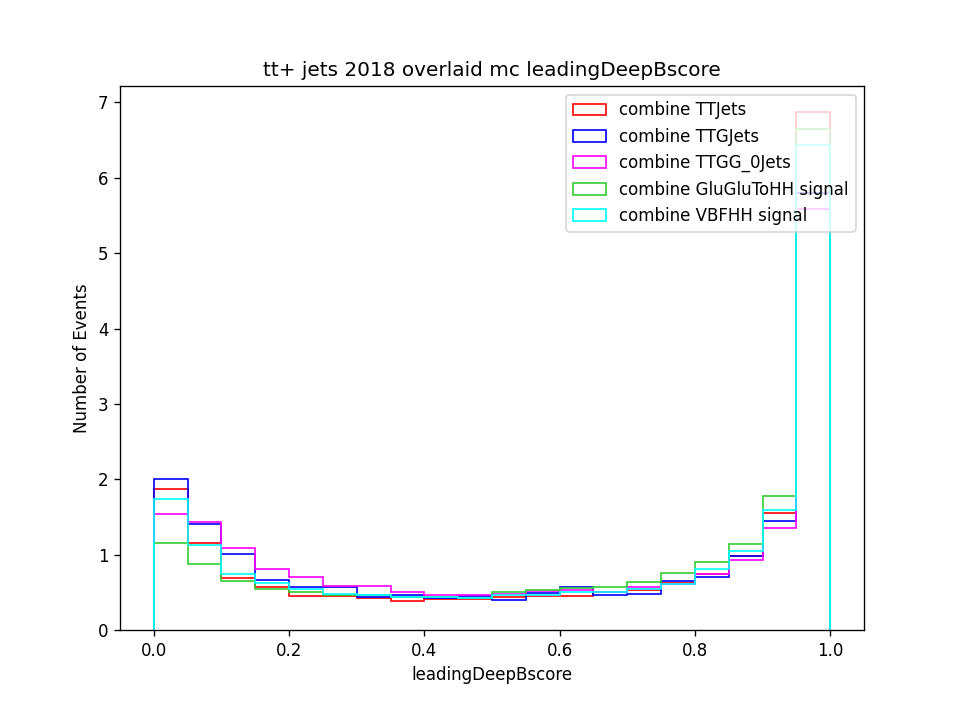 tt+ jets 2018 overlaid mc leadingDeepBscore
combine TTJets
combine TTGJets
combine TTGG_0Jets
combine GluGluToHH signal
combine VBFHH signal
Number of Events
7
6
5
4
3
2
1
0
0.0 0.2 0.4 0.6 0.8 1.0
leadingDeepBscore